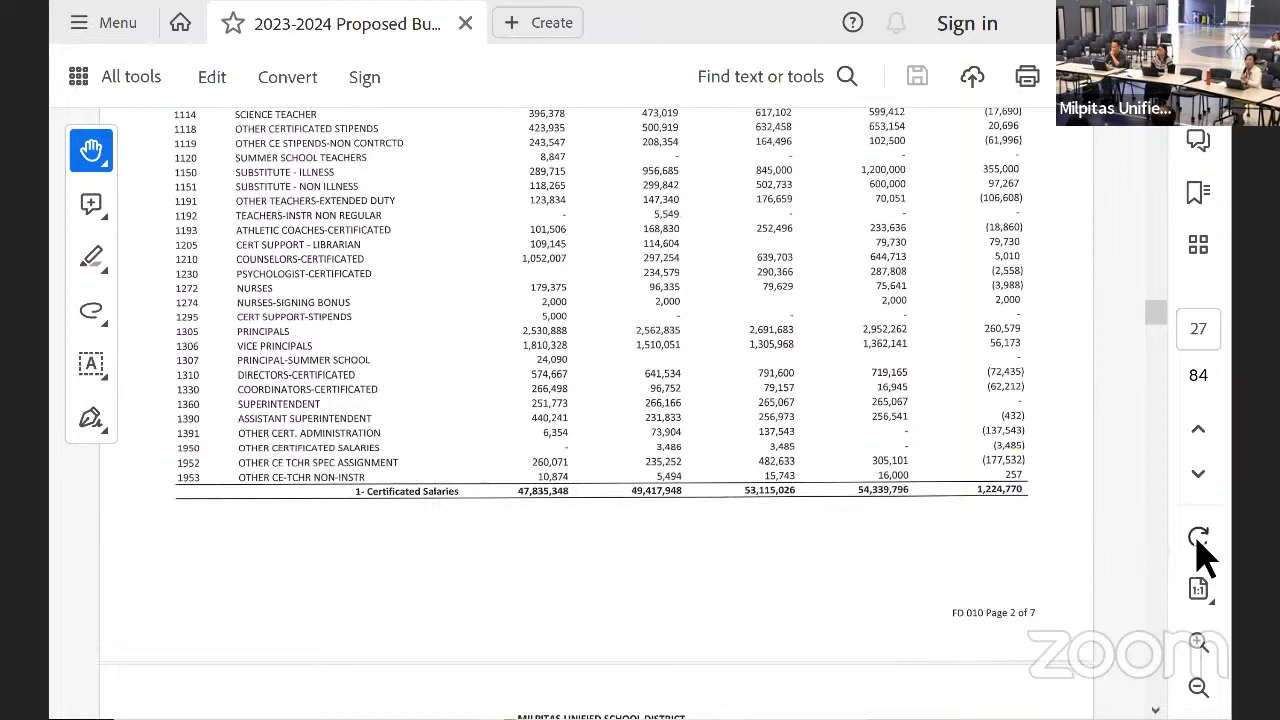 Menu
2023-2024 Proposed Bu...
Create
Sign in
All tools
Edit
Convert
Sign
Find text or tools
Milpitas Unifie...
1114 SCIENCE TEACHER 396,378 473,019 617,102 599,412 (17,690)
1118 OTHER CERTIFICATED STIPENDS 423,935 500,919 632,458 653,154 20,696
1119 OTHER CE STIPENDS-NON CONTRCTD 243,547 208,354 164,496 102,500 (61,996)
1120 SUMMER SCHOOL TEACHERS 8,847 - - - -
1150 SUBSTITUTE - ILLNESS 289,715 956,685 845,000 1,200,000 355,000
1151 SUBSTITUTE - NON ILLNESS 118,265 299,842 502,733 600,000 97,267
1191 OTHER TEACHERS-EXTENDED DUTY 123,834 147,340 176,659 70,051 (106,608)
1192 TEACHERS-INSTR NON REGULAR - 5,549 - - -
1193 ATHLETIC COACHES-CERTIFICATED 101,506 168,830 252,496 233,636 (18,860)
1205 CERT SUPPORT - LIBRARIAN 109,145 114,604 79,730 79,730
1210 COUNSELORS-CERTIFICATED 1,052,007 297,254 639,703 644,713 5,010
1230 PSYCHOLOGIST-CERTIFICATED 234,579 290,366 287,808 (2,558)
1272 NURSES 179,375 96,335 79,629 75,641 (3,988)
1274 NURSES-SIGNING BONUS 2,000 2,000 2,000 2,000
1295 CERT SUPPORT-STIPENDS 5,000 - - - -
1305 PRINCIPALS 2,530,888 2,562,835 2,691,683 2,952,262 260,579
1306 VICE PRINCIPALS 1,810,328 1,510,051 1,305,968 1,362,141 56,173
1307 PRINCIPAL-SUMMER SCHOOL 24,090 -
1310 DIRECTORS-CERTIFICATED 574,667 641,534 791,600 719,165 (72,435)
1330 COORDINATORS-CERTIFICATED 266,498 96,752 79,157 16,945 (62,212)
1360 SUPERINTENDENT 251,773 266,166 265,067 265,067 -
1390 ASSISTANT SUPERINTENDENT 440,241 231,833 256,973 256,541 (432)
1391 OTHER CERT. ADMINISTRATION 6,354 73,904 137,543 - (137,543)
1950 OTHER CERTIFICATED SALARIES - 3,486 3,485 - (3,485)
1952 OTHER CE TCHR SPEC ASSIGNMENT 260,071 235,252 482,633 305,101 (177,532)
1953 OTHER CE-TCHR NON-INSTR 10,874 5,494 15,743 16,000 257
1- Certificated Salaries 47,835,348 49,417,948 53,115,026 54,339,796 1,224,770
FD 010 Page 2 of 7
MILPITAS UNIFIED SCHOOL DISTRICT
27
84
1:1
zoom